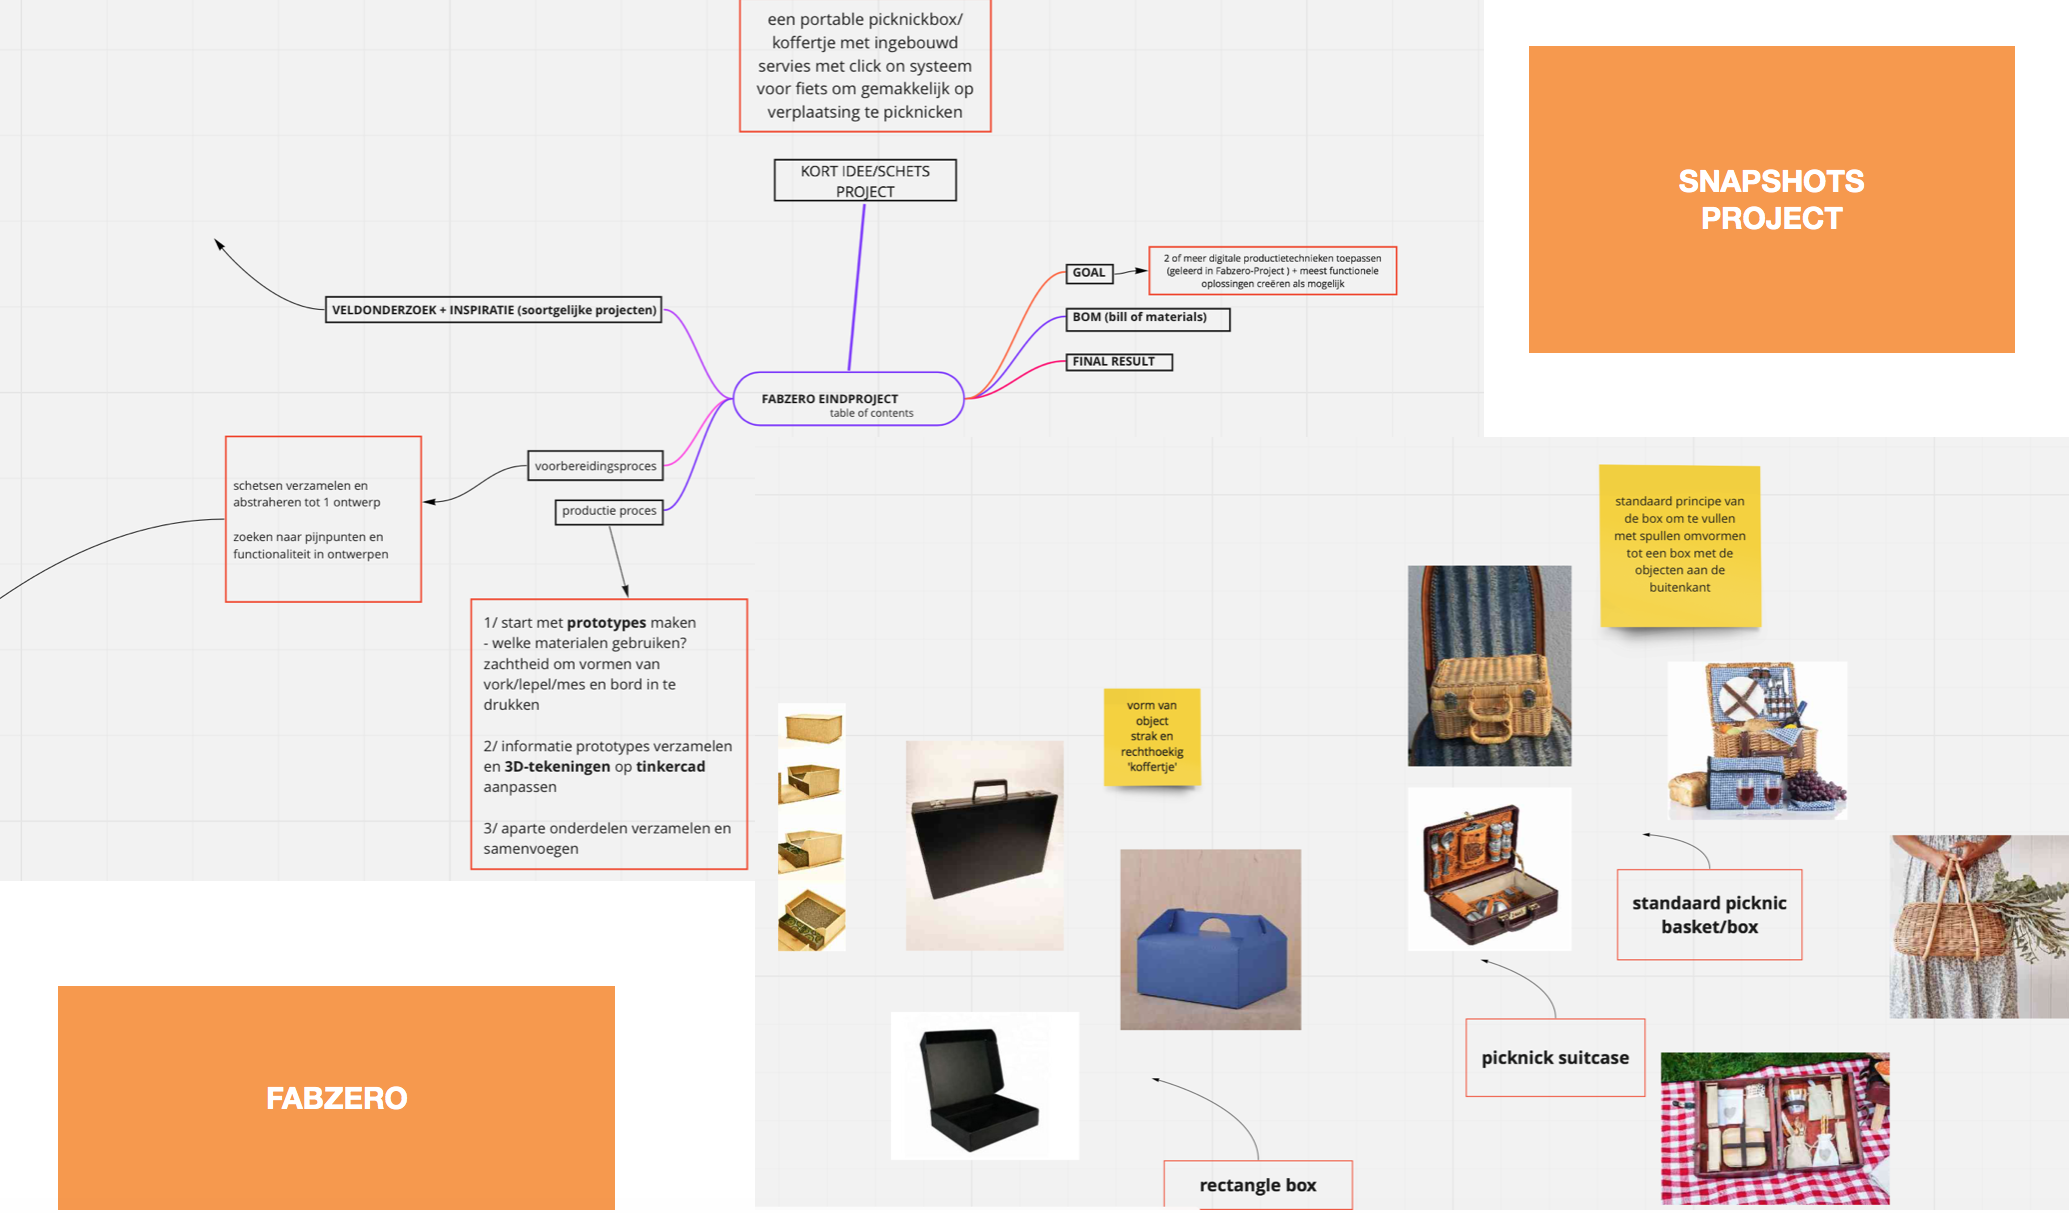 een portable picknickbox/
koffertje met ingebouwd
servies met click on systeem
voor fiets om gemakkelijk op
verplaatsing te picknicken
KORT IDEE/SCHETS
PROJECT
SNAPSHOTS
PROJECT
VELDONDERZOEK + INSPIRATIE (soortgelijke projecten)
GOAL
2 of meer digitale productietechnieken toepassen
(geleerd in Fabzero-Project ) + meest functionele
oplossingen creëren als mogelijk
BOM (bill of materials)
FINAL RESULT
FABZERO EINDPROJECT
table of contents
voorbereidingsproces
schetsen verzamelen en
abstraheren tot 1 ontwerp
zoeken naar pijnpunten en
functionaliteit in ontwerpen
productie proces
1/ start met prototypes maken
- welke materialen gebruiken?
zachtheid om vormen van
vork/lepel/mes en bord in te
drukken
2/ informatie prototypes verzamelen
en 3D-tekeningen op tinkercad
aanpassen
3/ aparte onderdelen verzamelen en
samenvoegen
standaard principe van
de box om te vullen
met spullen omvormen
tot een box met de
objecten aan de
buitenkant
vorm van
object
strak en
rechthoekig
'koffertje'
standaard picknic
basket/box
picknick suitcase
rectangle box
FABZERO